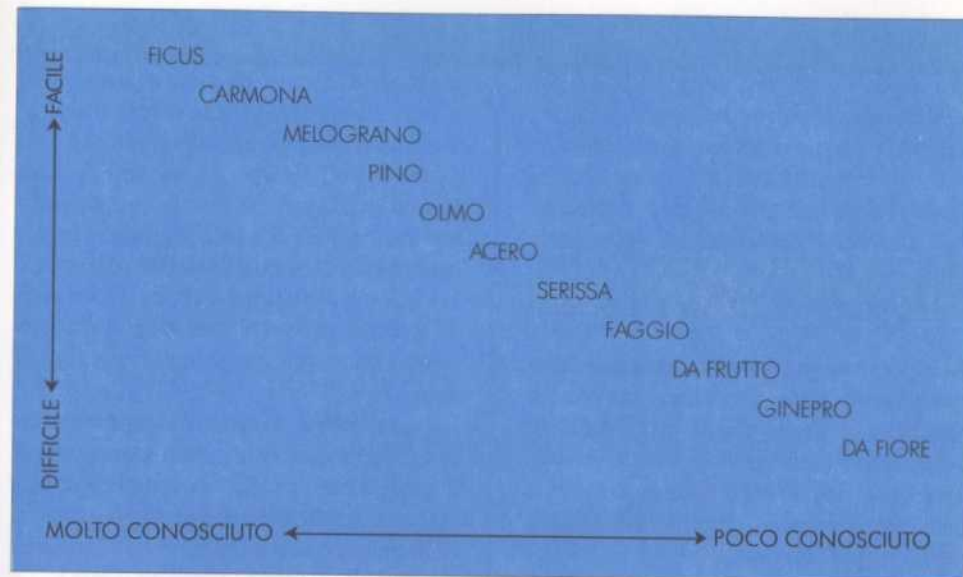 FACILE
DIFFICILE
FICUS
CARMONA
MELOGRANO
PINO
OLMO
ACERO
SERISSA
FAGGIO
DA FRUTTO
GINEPRO
DA FIORE
MOLTO CONOSCIUTO
POCO CONOSCIUTO